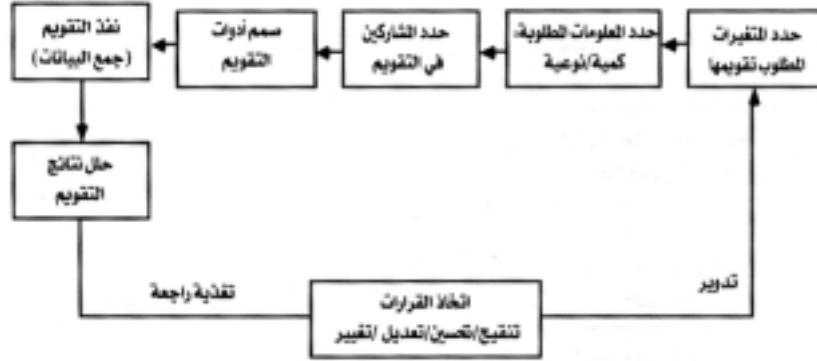 حدد المتغيرات
المطلوب تقويمها
حدد المعلومات المطلوبة:
كمية/نوعية
حدد المشاركين
في التقويم
صمم أدوات
التقويم
نفذ التقويم
(جمع البيانات)
حلل نتائج
التقويم
تغذية راجعة
اتخاذ القرارات
تنقيح/تحسين/تعديل /تغيير
تدوير